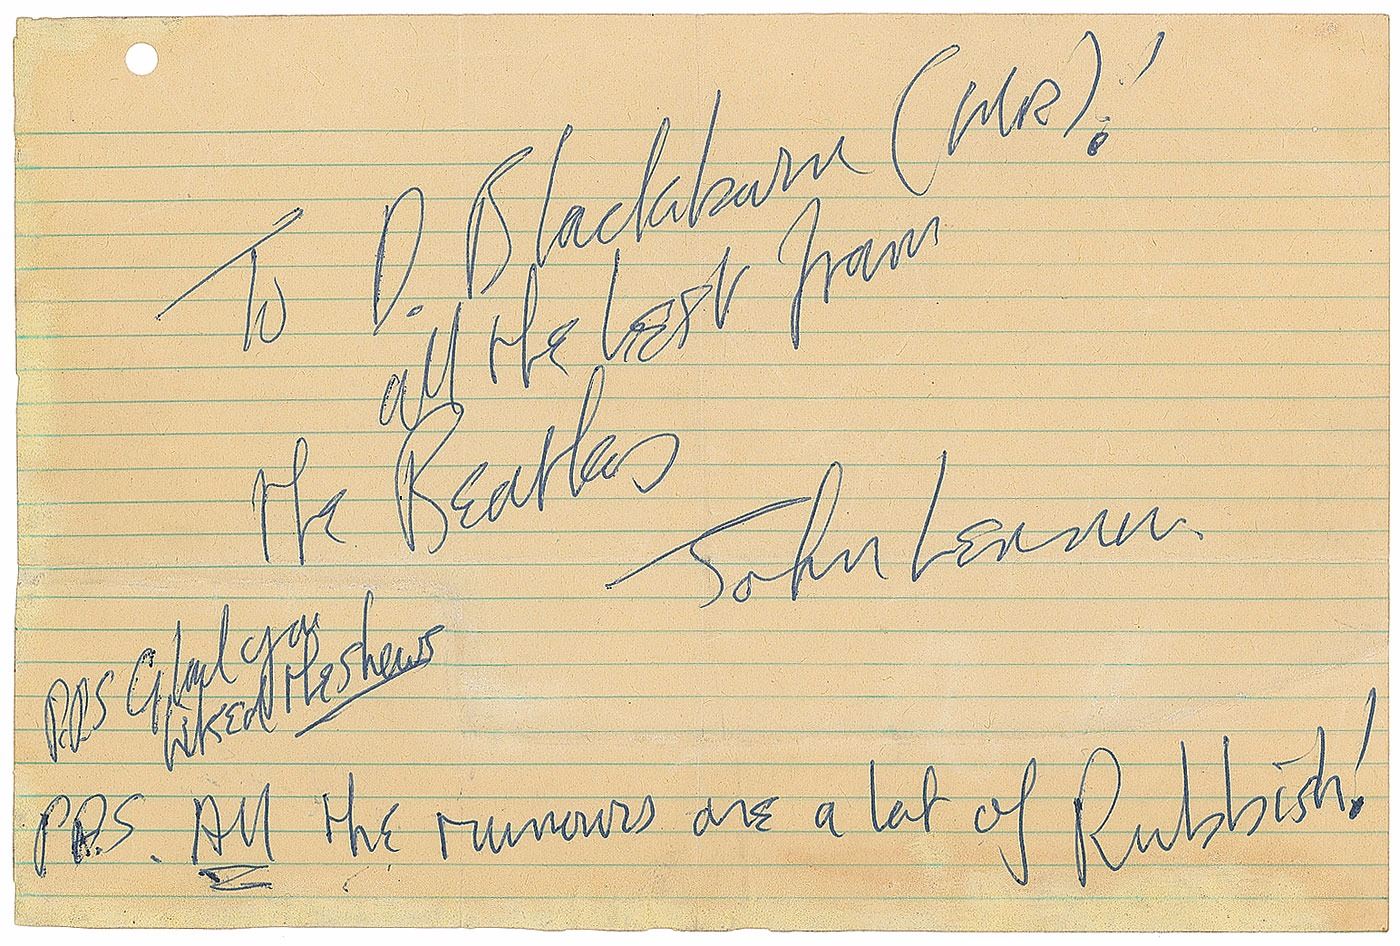 To D. Blackburn (MR)!
all the best from
the Beatles
John Lennon.
P.P.S Glad you
liked the shows
P.P.S. All the rumours are a lot of Rubbish!